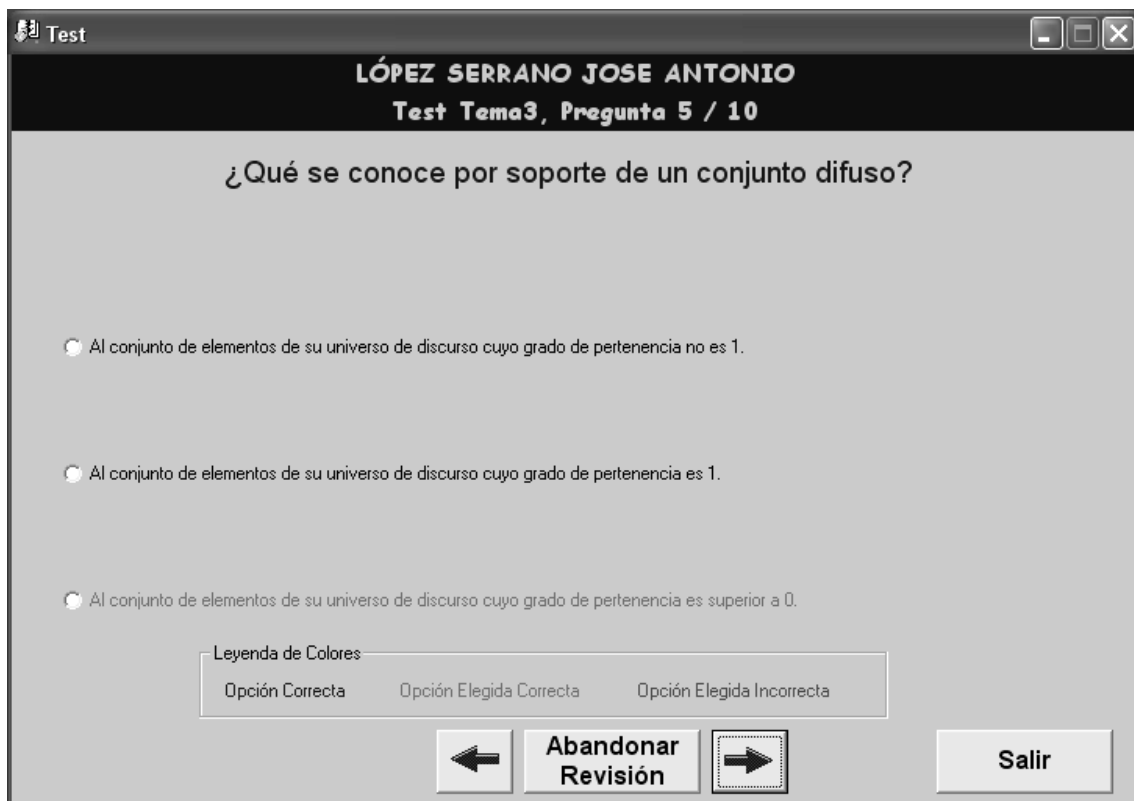 Test
LÓPEZ SERRANO JOSE ANTONIO
Test Tema3, Pregunta 5 / 10
¿Qué se conoce por soporte de un conjunto difuso?
Al conjunto de elementos de su universo de discurso cuyo grado de pertenencia no es 1.
Al conjunto de elementos de su universo de discurso cuyo grado de pertenencia es 1.
Al conjunto de elementos de su universo de discurso cuyo grado de pertenencia es superior a 0.
Leyenda de Colores
Opción Correcta Opción Elegida Correcta Opción Elegida Incorrecta
Abandonar
Revisión
Salir